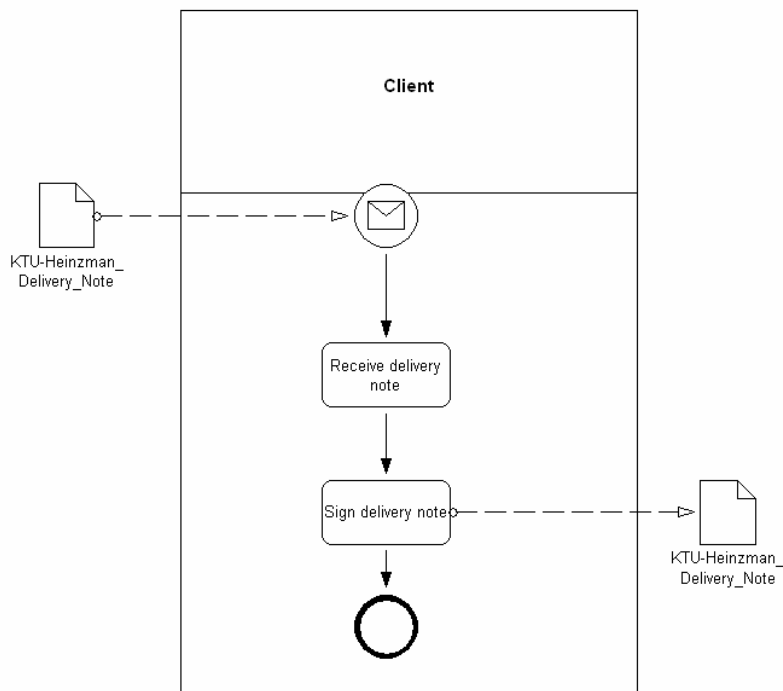 Client
KTU-Heinzman_
Delivery_Note
Receive delivery
note
Sign delivery note
KTU-Heinzman_
Delivery_Note